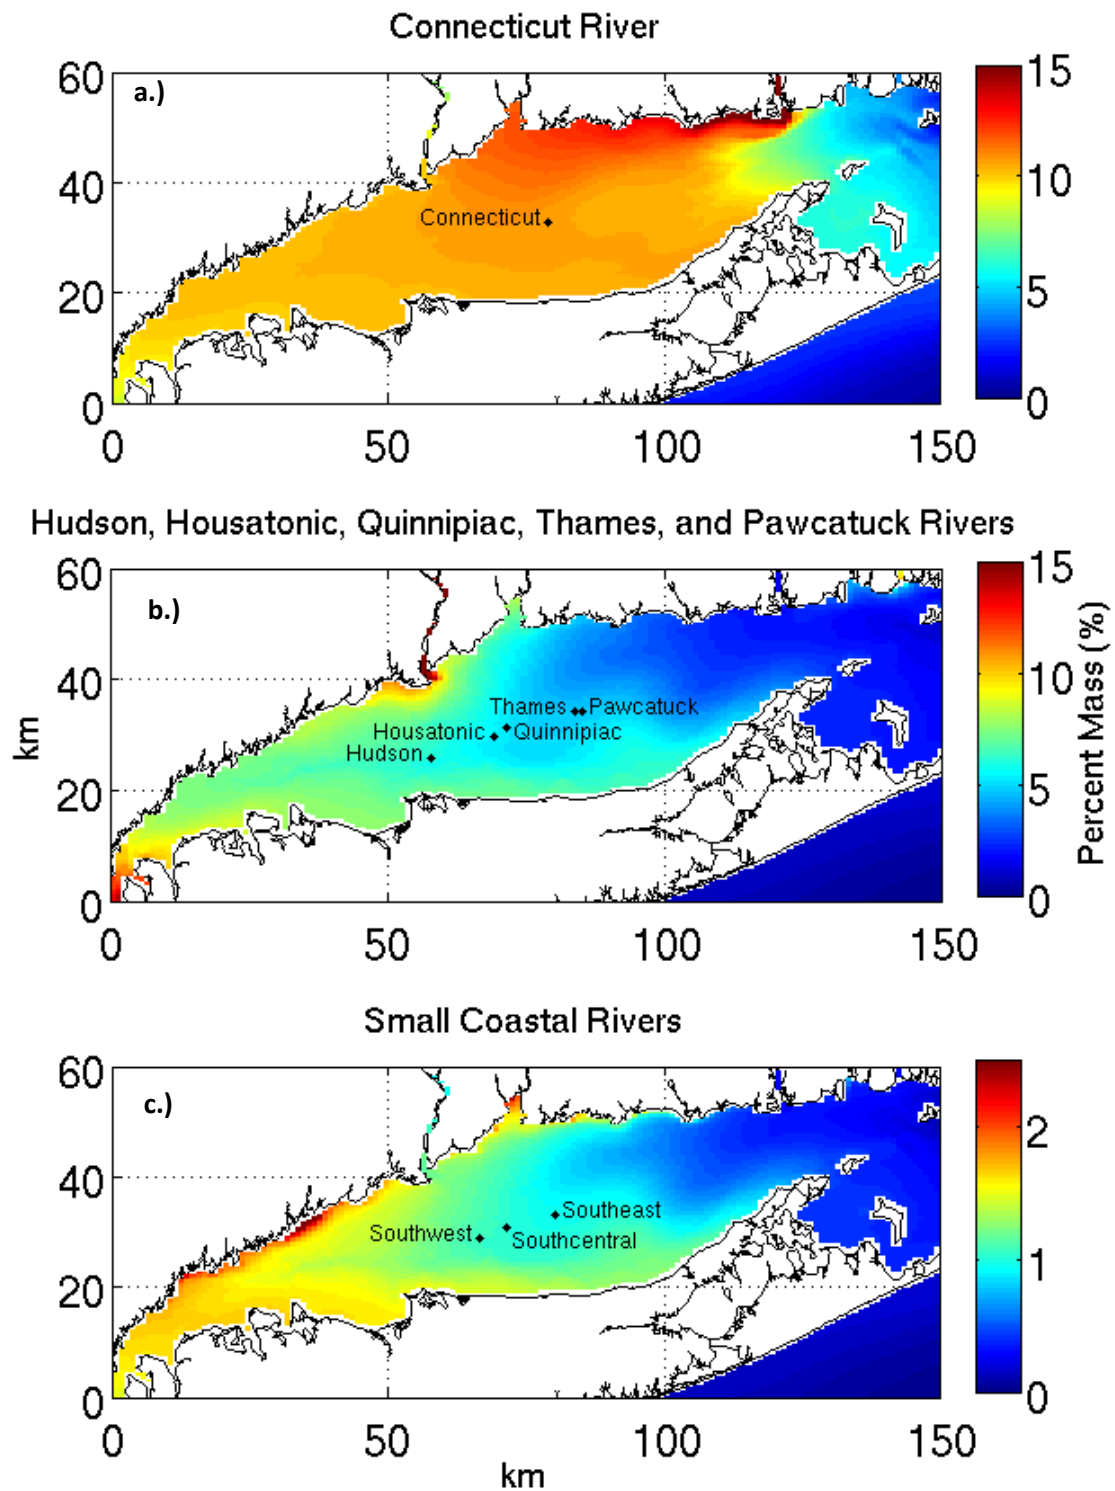 Connecticut River
a.)
60
40
20
0
Connecticut
0 50 100 150
15
10
5
0
Hudson, Housatonic, Quinnipiac, Thames, and Pawcatuck Rivers
b.)
60
40
20
0
km
Thames Pawcatuck
Housatonic Quinnipiac
Hudson
0 50 100 150
15
10
5
0
Percent Mass (%)
Small Coastal Rivers
c.)
60
40
20
0
Southeast
Southwest Southcentral
0 50 100 150
km
2
1
0